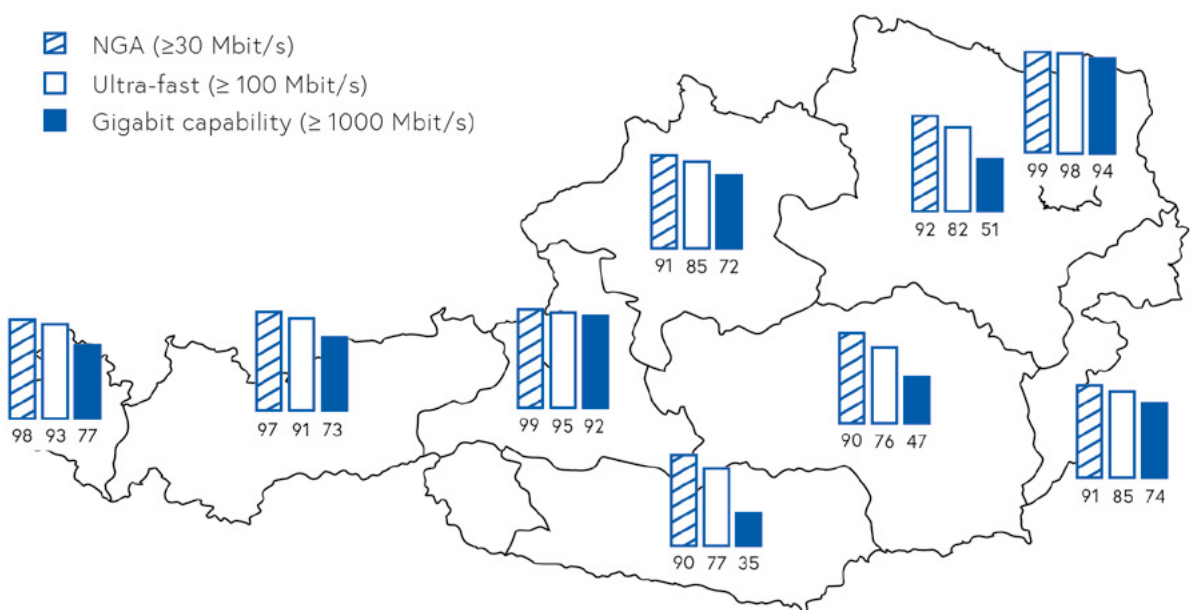 NGA (≥30 Mbit/s)
Ultra-fast (≥ 100 Mbit/s)
Gigabit capability (≥ 1000 Mbit/s)
99 98 94
92 82 51
91 85 72
98 93 77
97 91 73
99 95 92
90 76 47
91 85 74
90 77 35